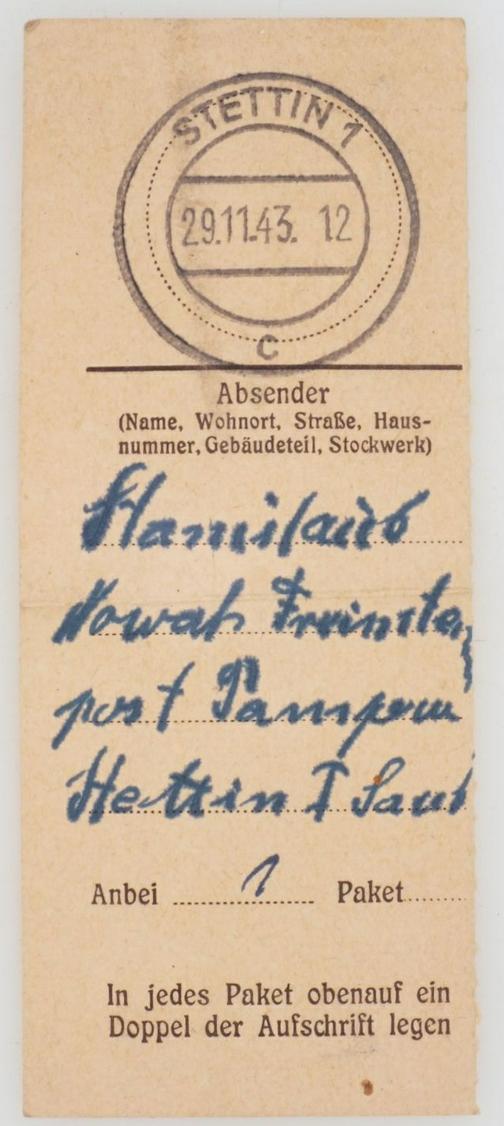 STETTIN 1
29.11.43. 12
C
Absender
(Name, Wohnort, Straße, Haus-
nummer, Gebäudeteil, Stockwerk)
Stanislaus
Nowak
post
Stettin I
Anbei 1 Paket
In jedes Paket obenauf ein
Doppel der Aufschrift legen